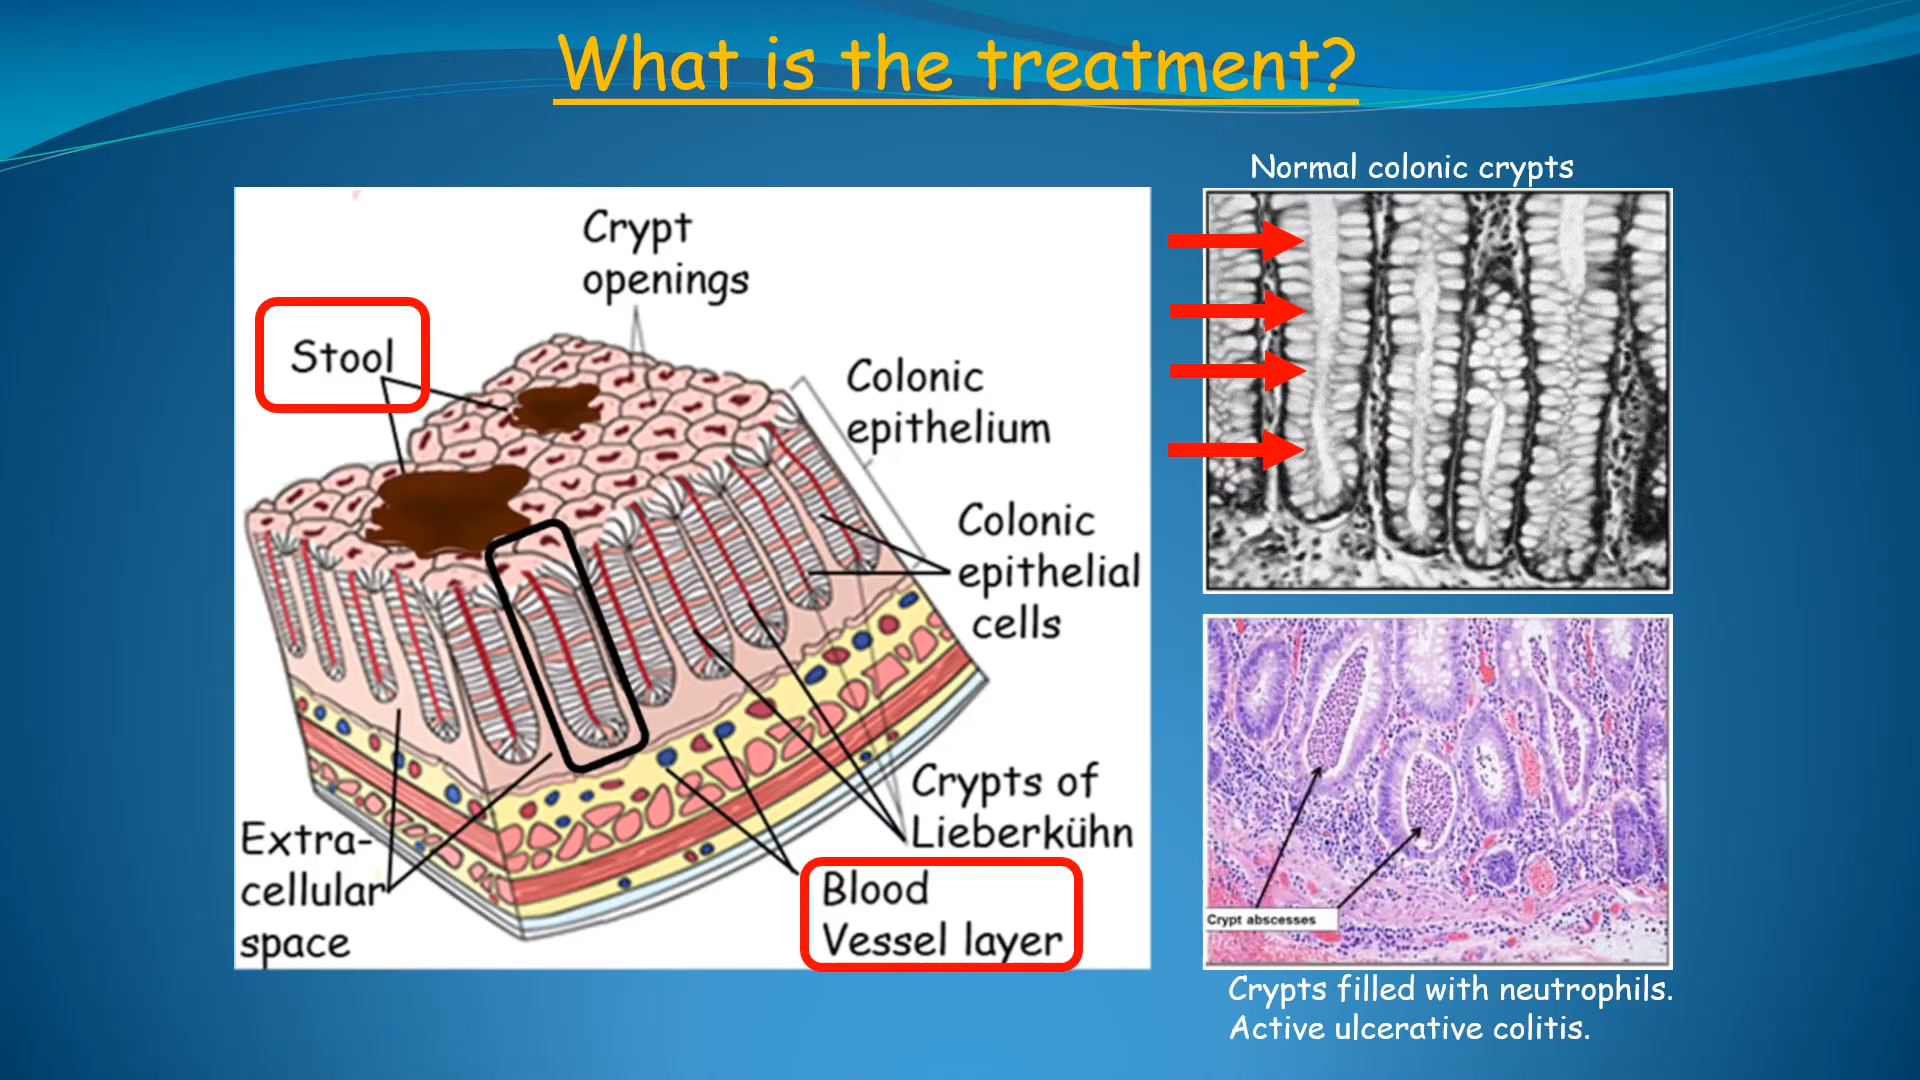 What is the treatment?
Normal colonic crypts
Crypt
openings
Stool
Colonic
epithelium
Colonic
epithelial
cells
Crypts of
Lieberkühn
Extra-
cellular
space
Blood
Vessel layer
Crypt abscesses
Crypts filled with neutrophils.
Active ulcerative colitis.